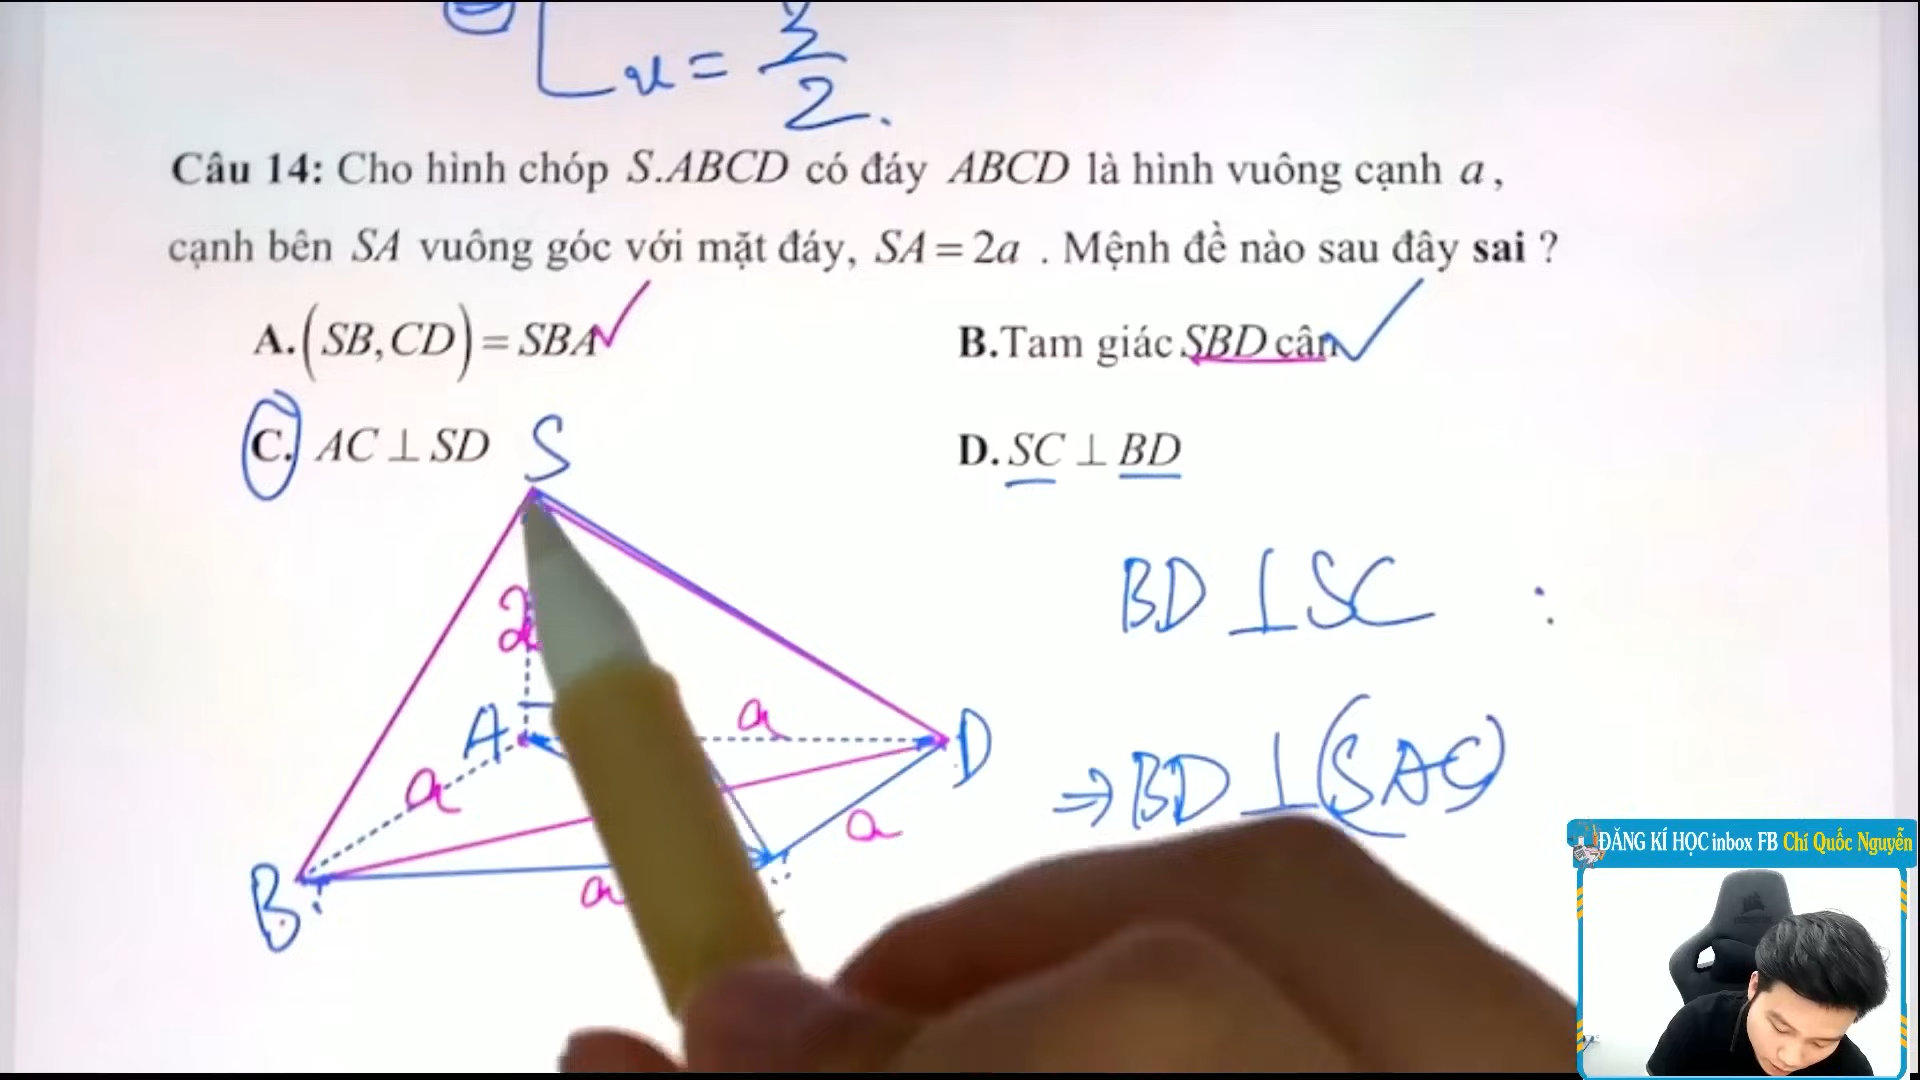 u = 3/2.
Câu 14: Cho hình chóp S.ABCD có đáy ABCD là hình vuông cạnh a,
cạnh bên SA vuông góc với mặt đáy, SA = 2a . Mệnh đề nào sau đây sai ?
A.(SB,CD) = SBA
B.Tam giác SBD cân
C. AC ⊥ SD
D. SC ⊥ BD
S
BD ⊥ SC :
A
a
D
a
⇒ BD ⊥ (SAC)
a
B
a
ĐĂNG KÍ HỌC inbox FB Chí Quốc Nguyễn